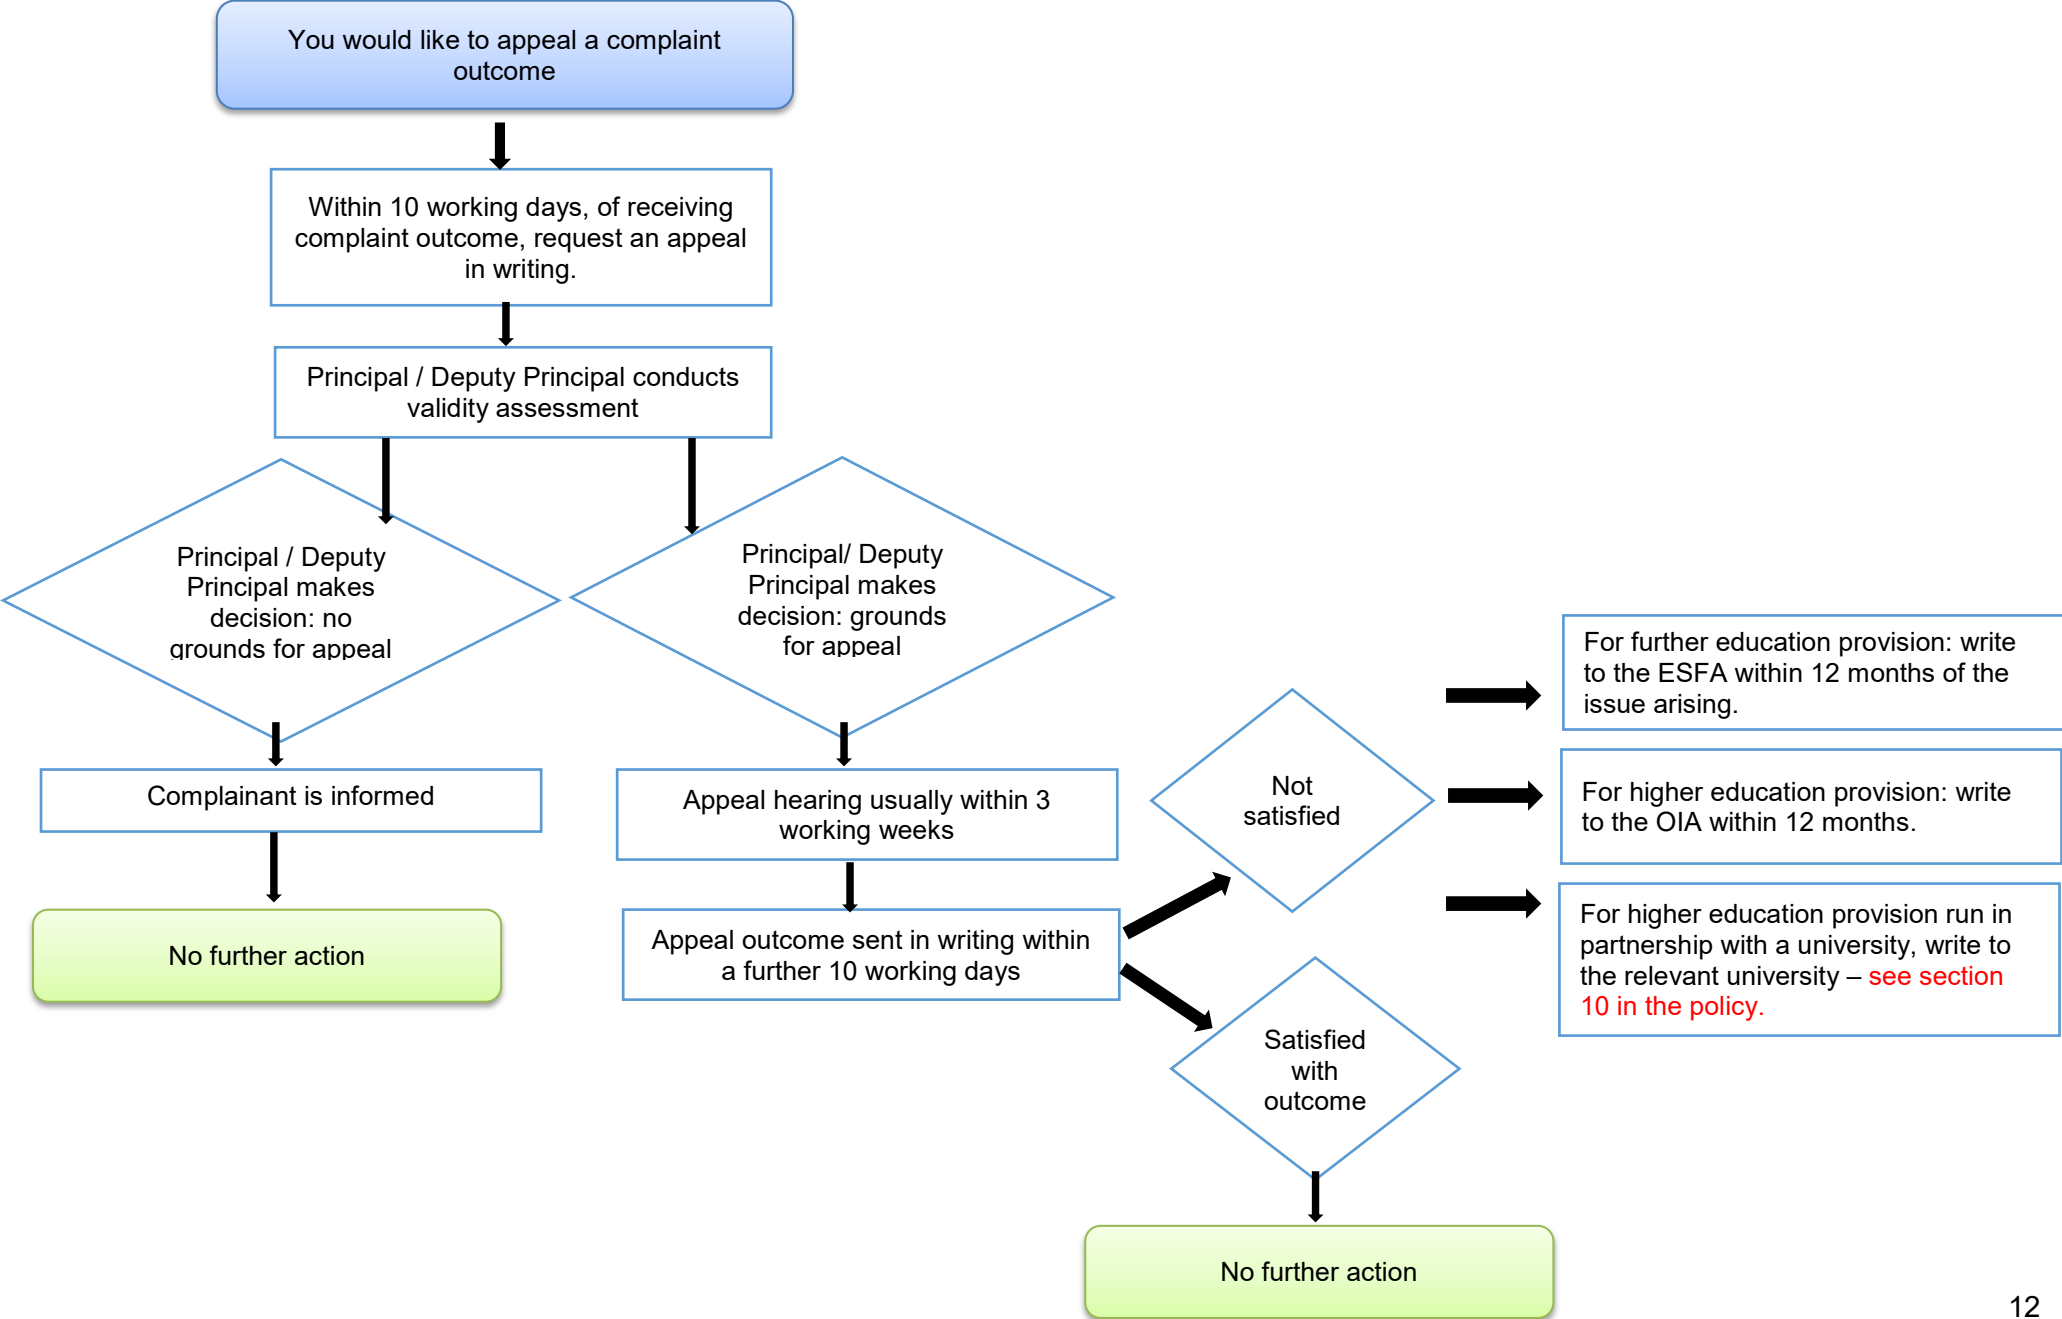 You would like to appeal a complaint
outcome
Within 10 working days, of receiving
complaint outcome, request an appeal
in writing.
Principal / Deputy Principal conducts
validity assessment
Principal / Deputy
Principal makes
decision: no
grounds for appeal
Principal/ Deputy
Principal makes
decision: grounds
for appeal
Complainant is informed
No further action
Appeal hearing usually within 3
working weeks
Appeal outcome sent in writing within
a further 10 working days
Not
satisfied
Satisfied
with
outcome
No further action
For further education provision: write
to the ESFA within 12 months of the
issue arising.
For higher education provision: write
to the OIA within 12 months.
For higher education provision run in
partnership with a university, write to
the relevant university – see section
10 in the policy.
12